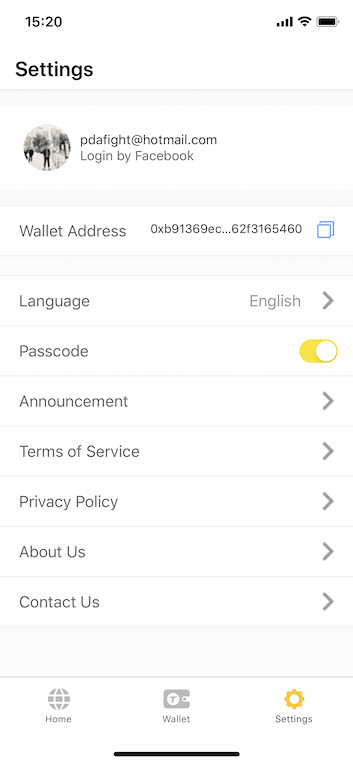 15:20
Settings
pdafight@hotmail.com
Login by Facebook
Wallet Address 0xb91369ec...62f3165460
Language English
Passcode
Announcement
Terms of Service
Privacy Policy
About Us
Contact Us
Home Wallet Settings